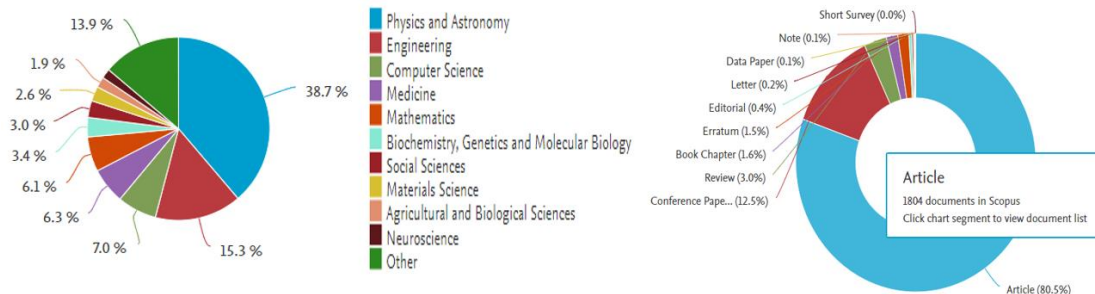 13.9 %
1.9 %
2.6 %
3.0 %
3.4 %
6.1 %
6.3 %
7.0 %
15.3 %
38.7 %
Physics and Astronomy
Engineering
Computer Science
Medicine
Mathematics
Biochemistry, Genetics and Molecular Biology
Social Sciences
Materials Science
Agricultural and Biological Sciences
Neuroscience
Other
Short Survey (0.0%)
Note (0.1%)
Data Paper (0.1%)
Letter (0.2%)
Editorial (0.4%)
Erratum (1.5%)
Book Chapter (1.6%)
Review (3.0%)
Conference Pape... (12.5%)
Article
1804 documents in Scopus
Click chart segment to view document list
Article (80.5%)